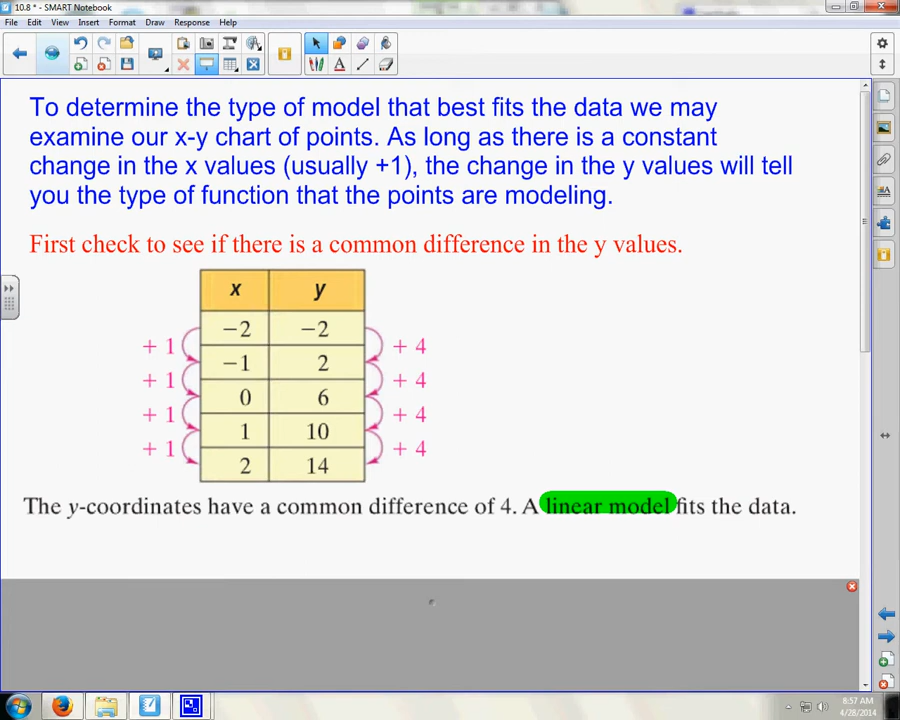 10.8 * - SMART Notebook
File Edit View Insert Format Draw Response Help
To determine the type of model that best fits the data we may
examine our x-y chart of points. As long as there is a constant
change in the x values (usually +1), the change in the y values will tell
you the type of function that the points are modeling.
First check to see if there is a common difference in the y values.
x y
−2 −2
+ 1 + 4
−1 2
+ 1 + 4
0 6
+ 1 + 4
1 10
+ 1 + 4
2 14
The y-coordinates have a common difference of 4. A linear model fits the data.
8:57 AM
4/28/2014